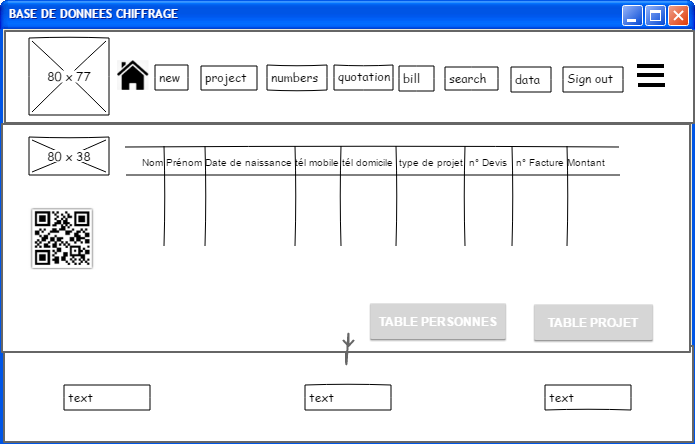 BASE DE DONNEES CHIFFRAGE
80 x 77
new project numbers quotation bill search data Sign out
80 x 38
Nom Prénom Date de naissance tél mobile tél domicile type de projet n° Devis n° Facture Montant
TABLE PERSONNES TABLE PROJET
text text text